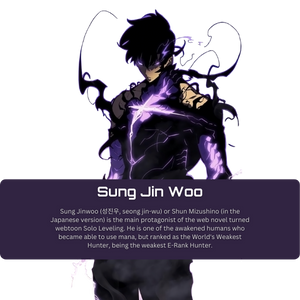 Sung Jin Woo
Sung Jinwoo (성진우, seong jin-wu) or Shun Mizushino (in the
Japanese version) is the main protagonist of the web novel turned
webtoon Solo Leveling. He is one of the awakened humans who
became able to use mana, but ranked as the World's Weakest
Hunter, being the weakest E-Rank Hunter.